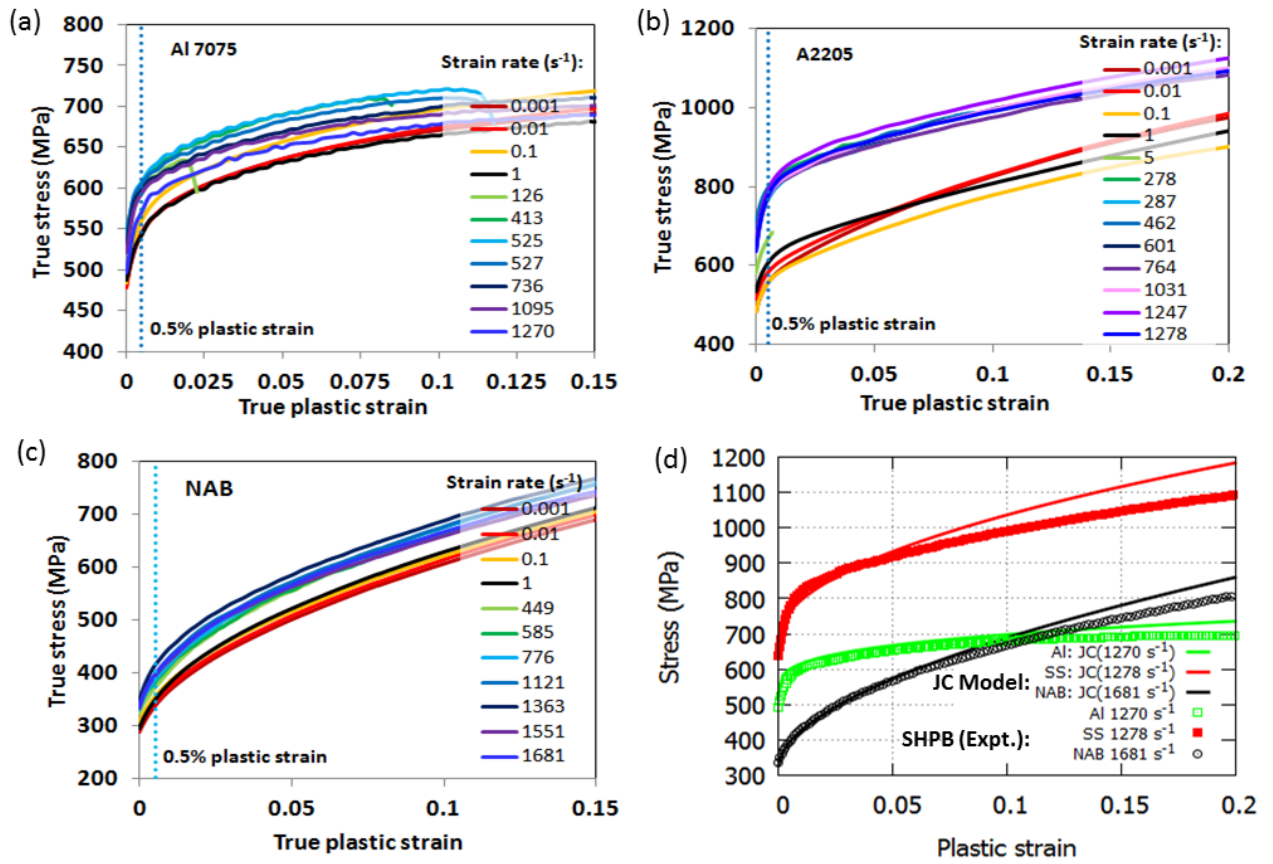 (a)
Al 7075
True stress (MPa)
800
750
700
650
600
550
500
450
400
Strain rate (s⁻¹):
0.001
0.01
0.1
1
126
413
525
527
736
1095
1270
0.5% plastic strain
0 0.025 0.05 0.075 0.1 0.125 0.15
True plastic strain
(b)
A2205
True stress (MPa)
1200
1000
800
600
400
Strain rate (s⁻¹):
0.001
0.01
0.1
1
5
278
287
462
601
764
1031
1247
1278
0.5% plastic strain
0 0.05 0.1 0.15 0.2
True plastic strain
(c)
NAB
True stress (MPa)
800
700
600
500
400
300
200
Strain rate (s⁻¹)
0.001
0.01
0.1
1
449
585
776
1121
1363
1551
1681
0.5% plastic strain
0 0.05 0.1 0.15
True plastic strain
(d)
Stress (MPa)
1200
1100
1000
900
800
700
600
500
400
300
JC Model:
Al: JC(1270 s⁻¹)
SS: JC(1278 s⁻¹)
NAB: JC(1681 s⁻¹)
SHPB (Expt.):
Al 1270 s⁻¹
SS 1278 s⁻¹
NAB 1681 s⁻¹
0 0.05 0.1 0.15 0.2
Plastic strain